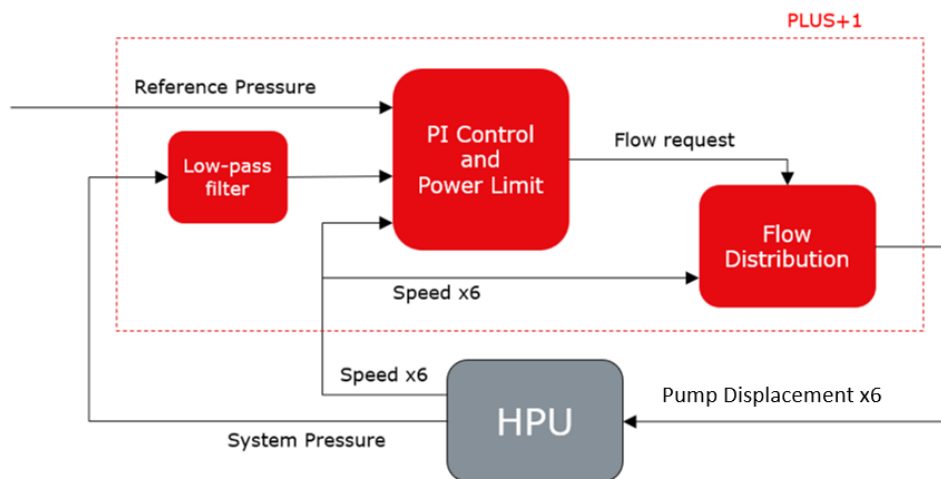 PLUS+1
Reference Pressure
PI Control
and
Power Limit
Low-pass
filter
Flow request
Flow
Distribution
Speed x6
Speed x6
HPU
Pump Displacement x6
System Pressure